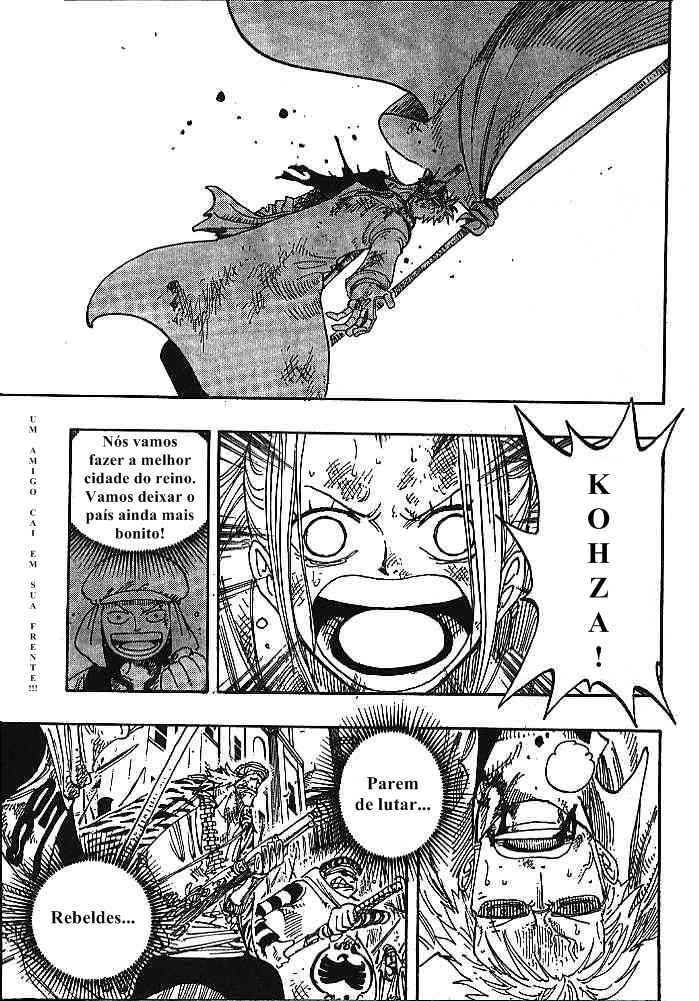 KOHZA!
Nós vamos
fazer a melhor
cidade do reino.
Vamos deixar o
país ainda mais
bonito!
UM AMIGO CAI EM SUA FRENTE!!!
Parem
de lutar...
Rebeldes...